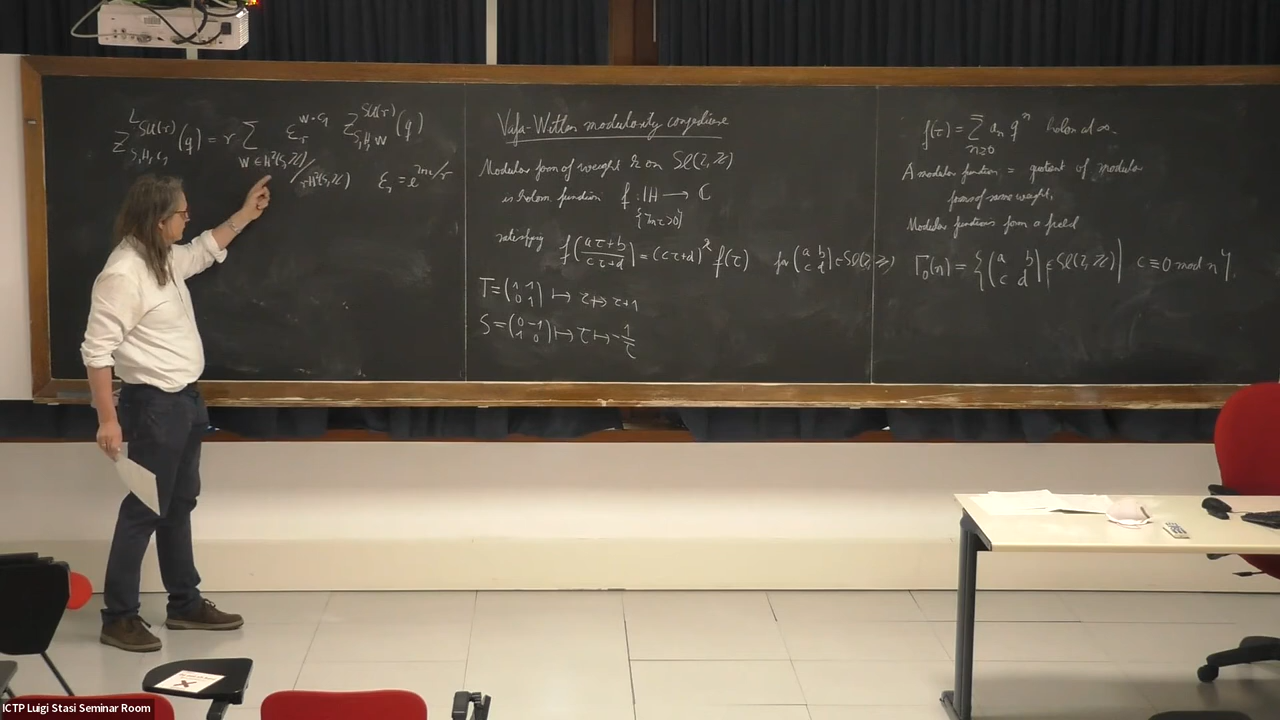 Z^{L SU(r)}_{S,H,c_1}(q) = r ∑_{w ∈ H²(S,Z)/rH²(S,Z)} ε_r^{w·c_1} Z^{SU(r)}_{S,H,w}(q)
ε_r = e^{2πi/r}
Vafa-Witten modularity conjecture
Modular form of weight k on Sl(2,Z)
is holom function f : H → C
{Im τ>0}
satisfying f((aτ+b)/(cτ+d)) = (cτ+d)^k f(τ) for (a b; c d) ∈ Sl(2,Z)
T = (1 1; 0 1) ↦ τ ↦ τ+1
S = (0 -1; 1 0) ↦ τ ↦ -1/τ
f(τ) = ∑_{n≥0} a_n q^n holom at ∞.
A modular function = quotient of modular
forms of same weight.
Modular functions form a field
Γ_0(n) = {(a b; c d) ∈ Sl(2,Z) | c ≡ 0 mod n}.
ICTP Luigi Stasi Seminar Room